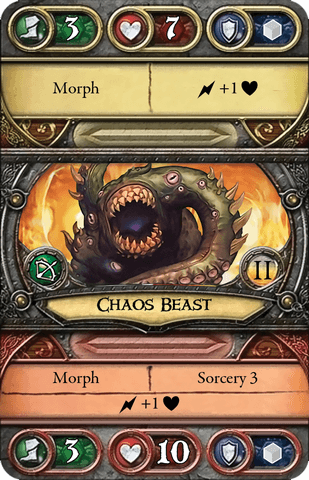 3 7
Morph +1
II
CHAOS BEAST
Morph Sorcery 3
+1
3 10